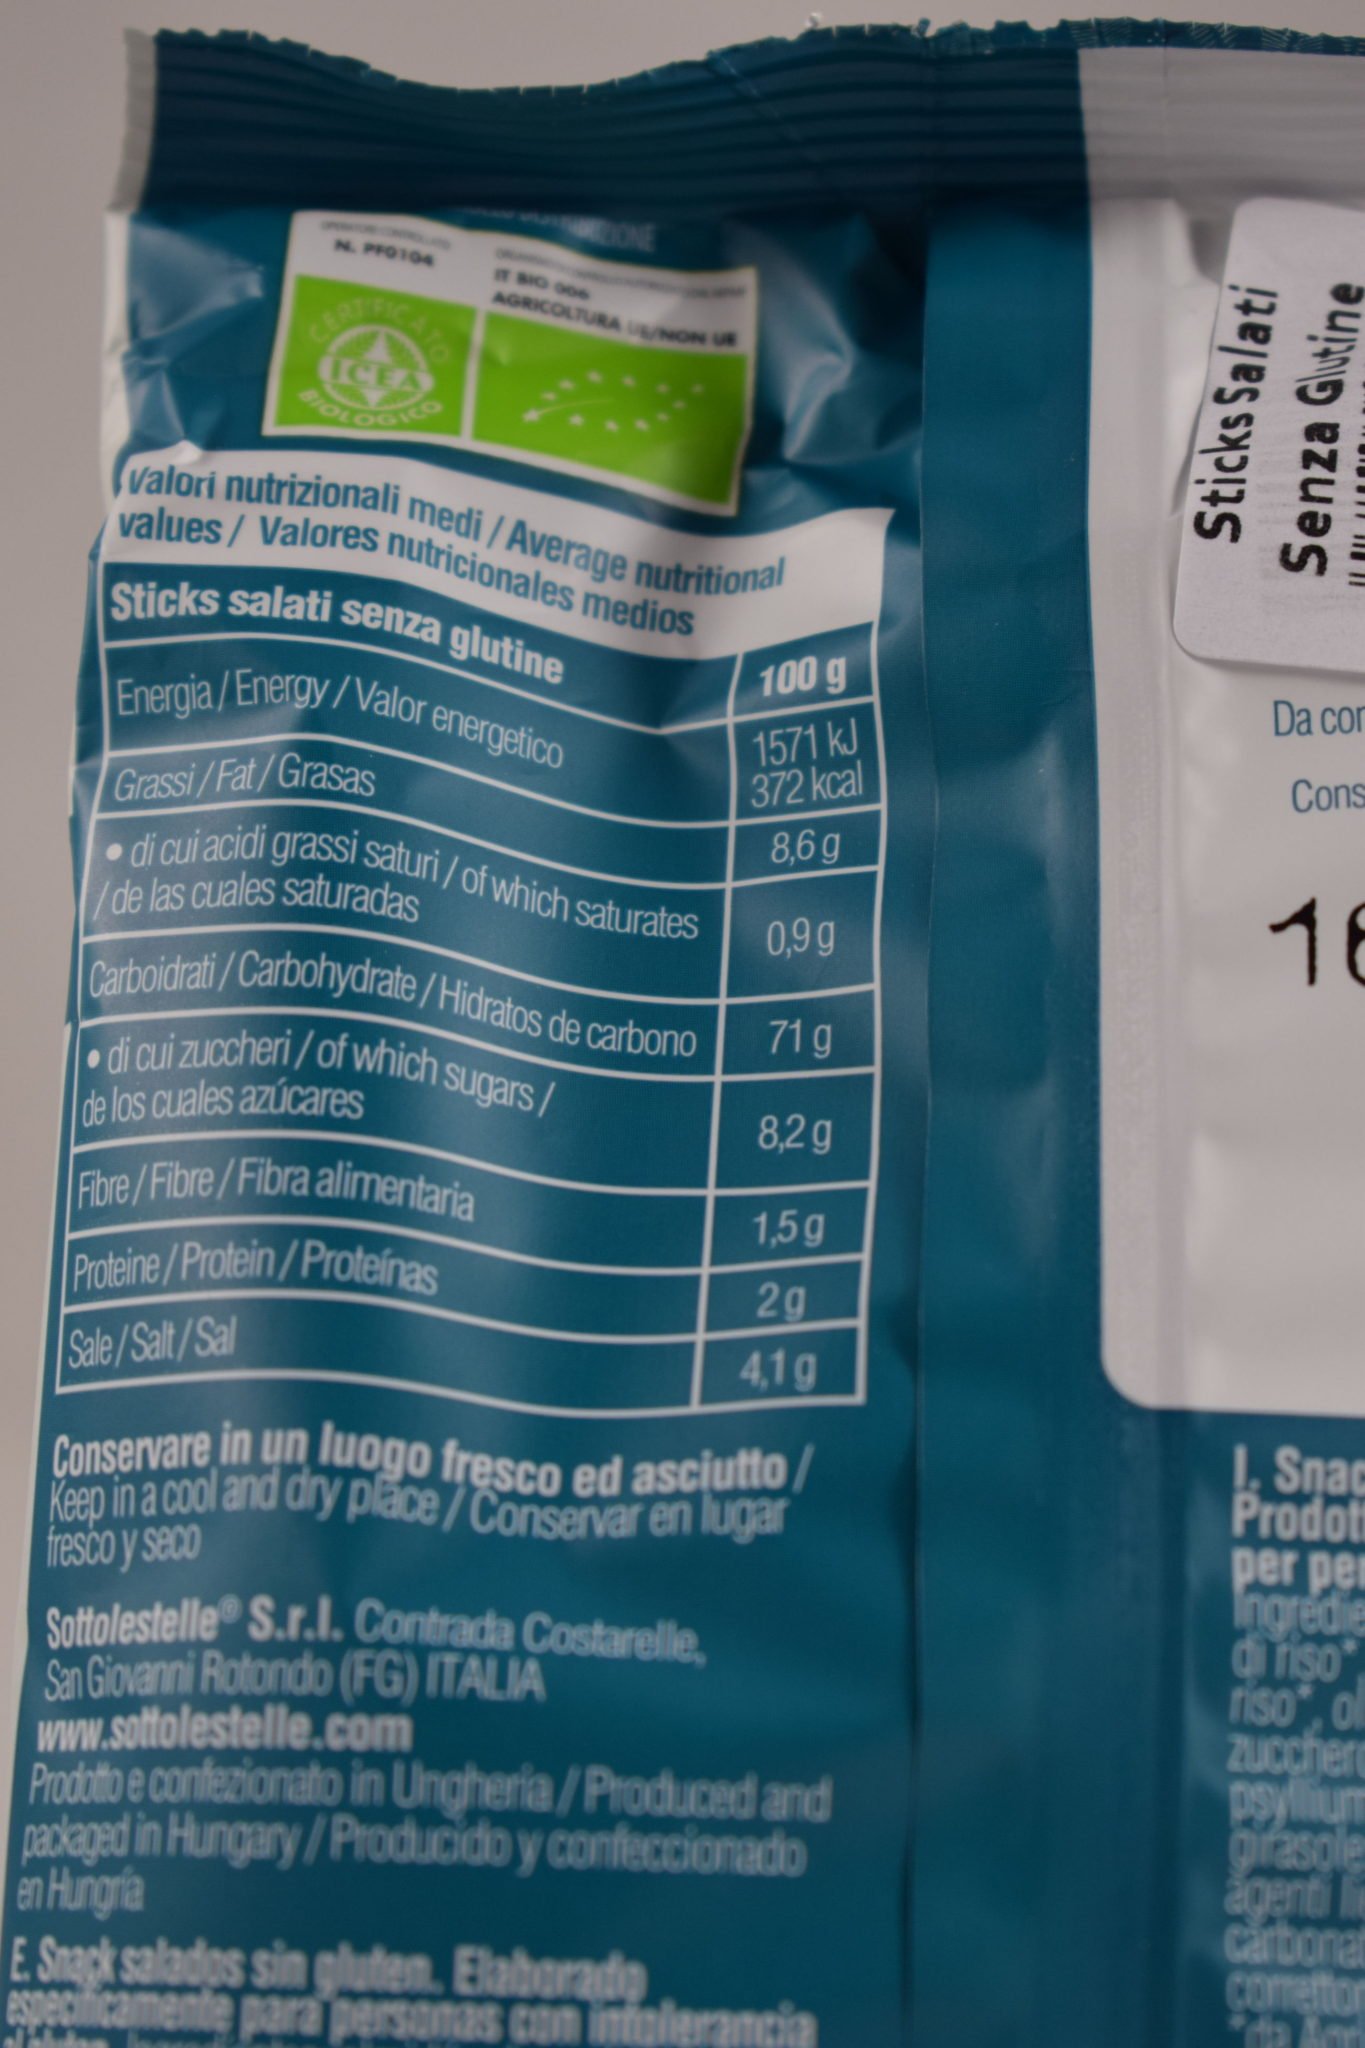 N. PF0104
IT BIO 006
AGRICOLTURA UE/NON UE
CERTIFICATO
ICEA
BIOLOGICO
Valori nutrizionali medi / Average nutritional
values / Valores nutricionales medios
Sticks salati senza glutine 100 g
Energia / Energy / Valor energetico 1571 kJ
372 kcal
Grassi / Fat / Grasas 8,6 g
• di cui acidi grassi saturi / of which saturates
/ de las cuales saturadas 0,9 g
Carboidrati / Carbohydrate / Hidratos de carbono 71 g
• di cui zuccheri / of which sugars /
de los cuales azúcares 8,2 g
Fibre / Fibre / Fibra alimentaria 1,5 g
Proteine / Protein / Proteínas 2 g
Sale / Salt / Sal 4,1 g
Conservare in un luogo fresco ed asciutto /
Keep in a cool and dry place / Conservar en lugar
fresco y seco
Sottolestelle® S.r.l. Contrada Costarelle,
San Giovanni Rotondo (FG) ITALIA
www.sottolestelle.com
Prodotto e confezionato in Ungheria / Produced and
packaged in Hungary / Producido y confeccionado
en Hungría
E. Snack salados sin gluten. Elaborado
especificamente para personas con intolerancia
Sticks Salati
Senza Glutine
Da con
Cons
16
I. Snac
Prodott
per per
Ingredie
di riso*
riso*, ol
zucchero
psyllium
girasole
agenti lie
carbonat
corretto
*da Agr